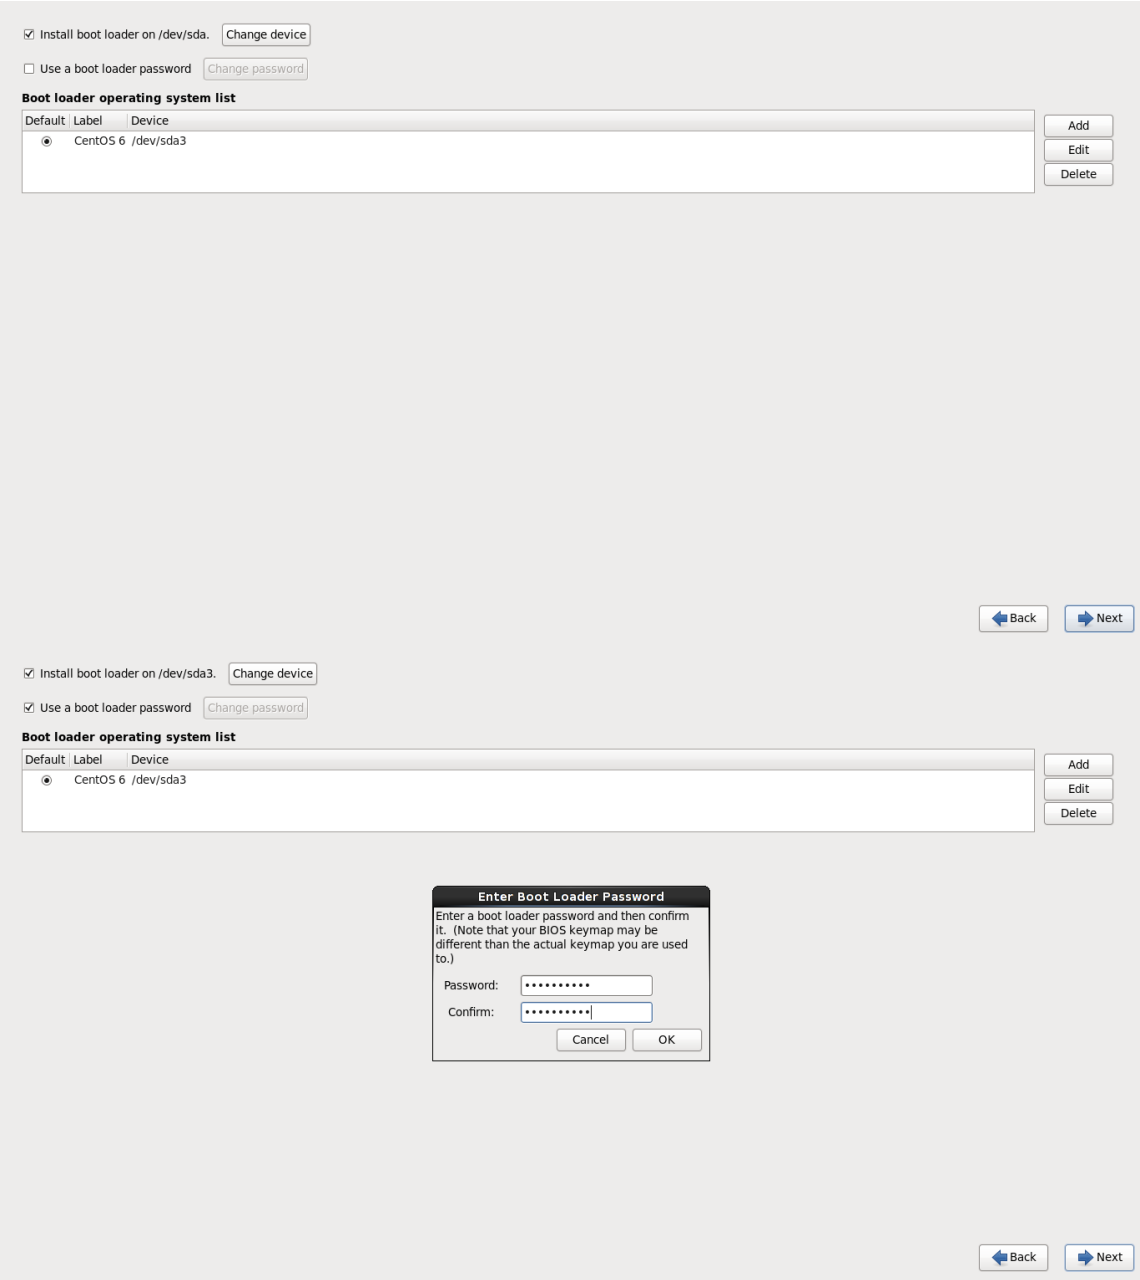 Install boot loader on /dev/sda. Change device
Use a boot loader password Change password
Boot loader operating system list
Default Label Device
CentOS 6 /dev/sda3
Add
Edit
Delete
Back Next
Install boot loader on /dev/sda3. Change device
Use a boot loader password Change password
Boot loader operating system list
Default Label Device
CentOS 6 /dev/sda3
Add
Edit
Delete
Enter Boot Loader Password
Enter a boot loader password and then confirm
it. (Note that your BIOS keymap may be
different than the actual keymap you are used
to.)
Password: ••••••••••
Confirm: ••••••••••
Cancel OK
Back Next